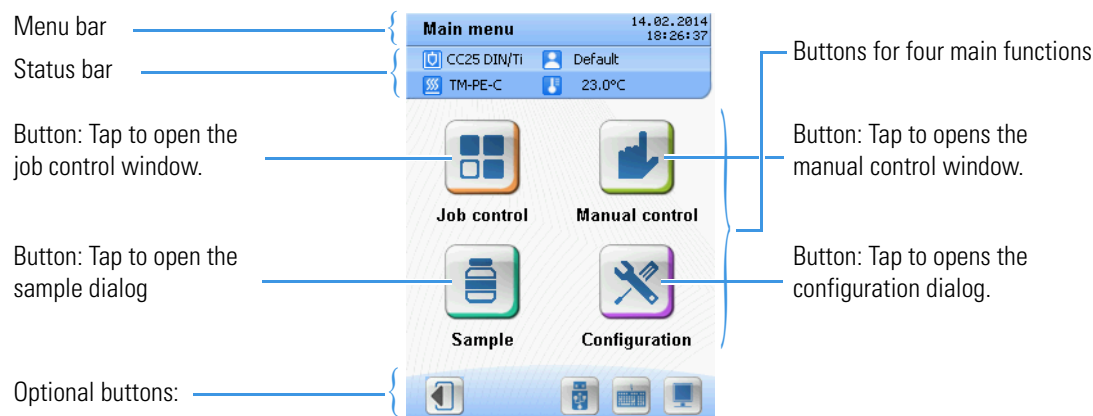 Menu bar
Status bar
Button: Tap to open the
job control window.
Button: Tap to open the
sample dialog
Optional buttons:
Main menu
14.02.2014
18:26:37
CC25 DIN/Ti
Default
TM-PE-C
23.0°C
Job control
Manual control
Sample
Configuration
Buttons for four main functions
Button: Tap to opens the
manual control window.
Button: Tap to opens the
configuration dialog.